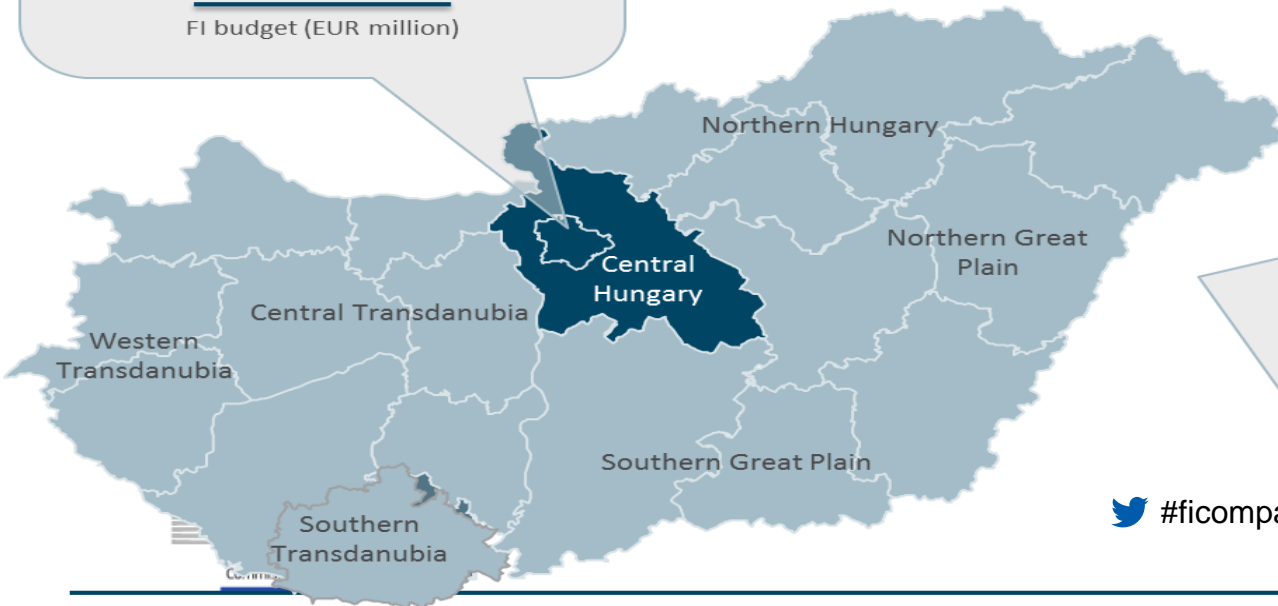 FI budget (EUR million)
Northern Hungary
Northern Great
Plain
Central
Hungary
Central Transdanubia
Western
Transdanubia
Southern Great Plain
#ficompa
Southern
Transdanubia